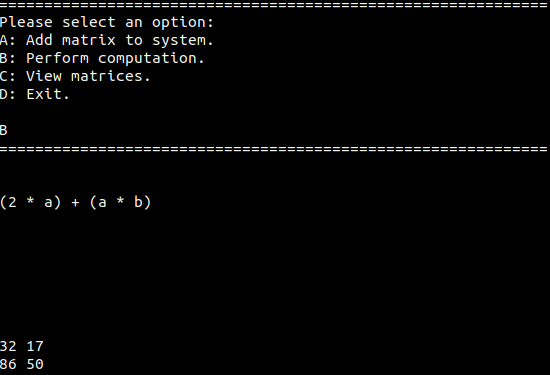 =============================================================
Please select an option:
A: Add matrix to system.
B: Perform computation.
C: View matrices.
D: Exit.
B
=============================================================
(2 * a) + (a * b)
32 17
86 50